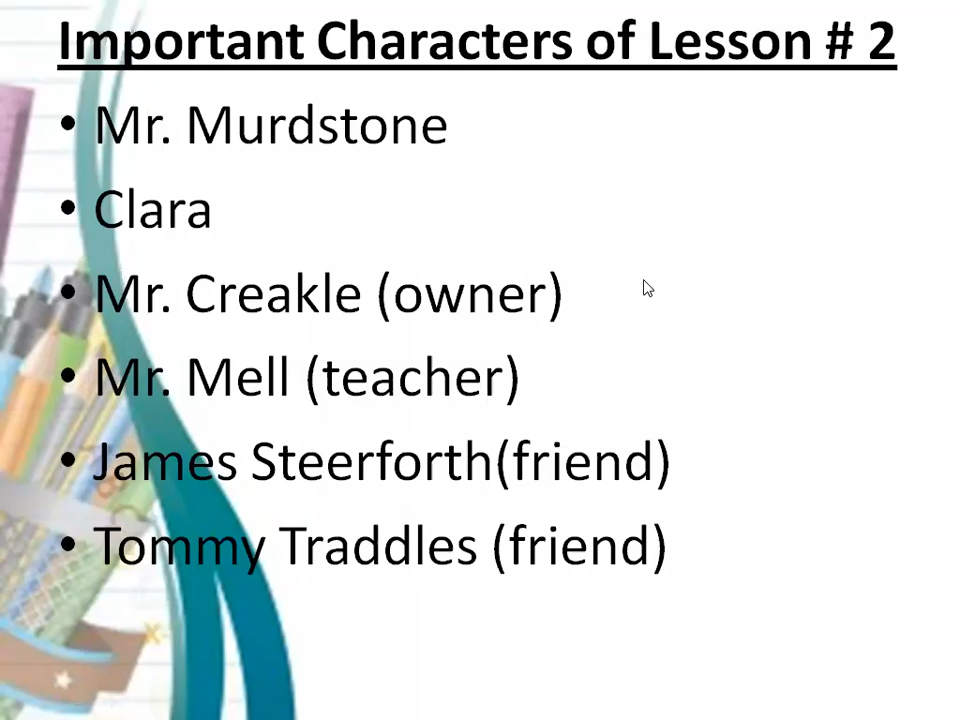 Important Characters of Lesson # 2
• Mr. Murdstone
• Clara
• Mr. Creakle (owner)
• Mr. Mell (teacher)
• James Steerforth(friend)
• Tommy Traddles (friend)